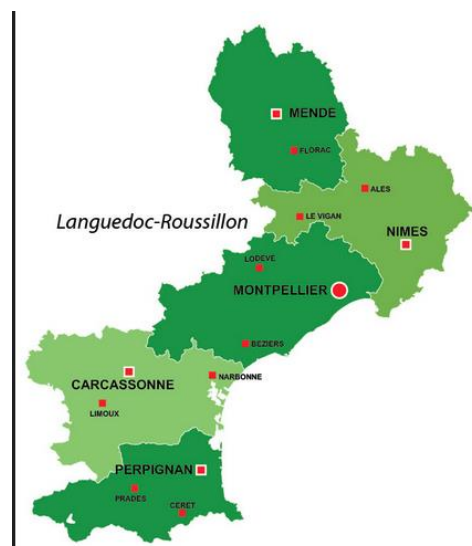 MENDE
FLORAC
ALES
LE VIGAN
Languedoc-Roussillon
NIMES
LODEVE
MONTPELLIER
BEZIERS
CARCASSONNE
NARBONNE
LIMOUX
PERPIGNAN
PRADES
CERET